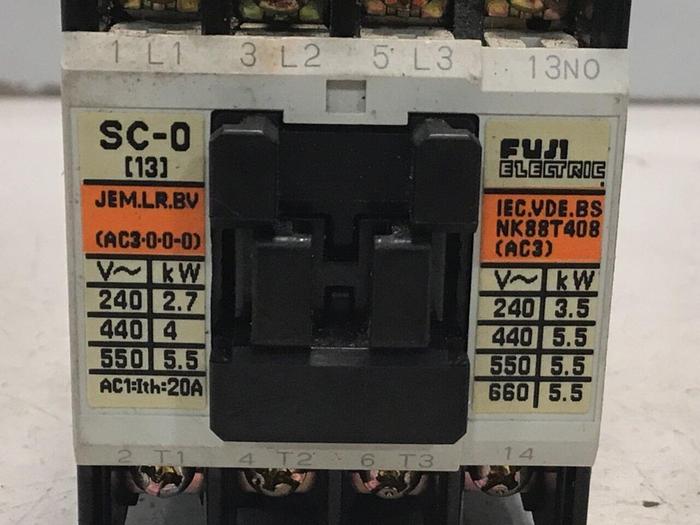 1 L1 3 L2 5 L3 13NO
SC-0
[13]
JEM.LR.BV
(AC3·0·0-0)
V~ kW
240 2.7
440 4
550 5.5
AC1:Ith:20A
FUJI
ELECTRIC
IEC.VDE.BS
NK88T408
(AC3)
V~ kW
240 3.5
440 5.5
550 5.5
660 5.5
2 T1 4 T2 6 T3 14